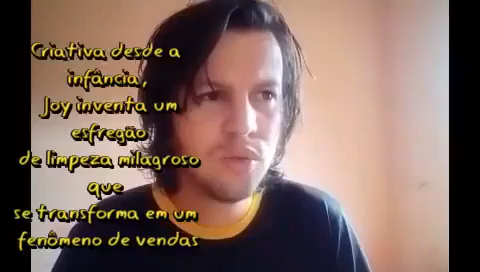 Criativa desde a
infância,
Joy inventa um
esfregão
de limpeza milagroso
que
se transforma em um
fenômeno de vendas